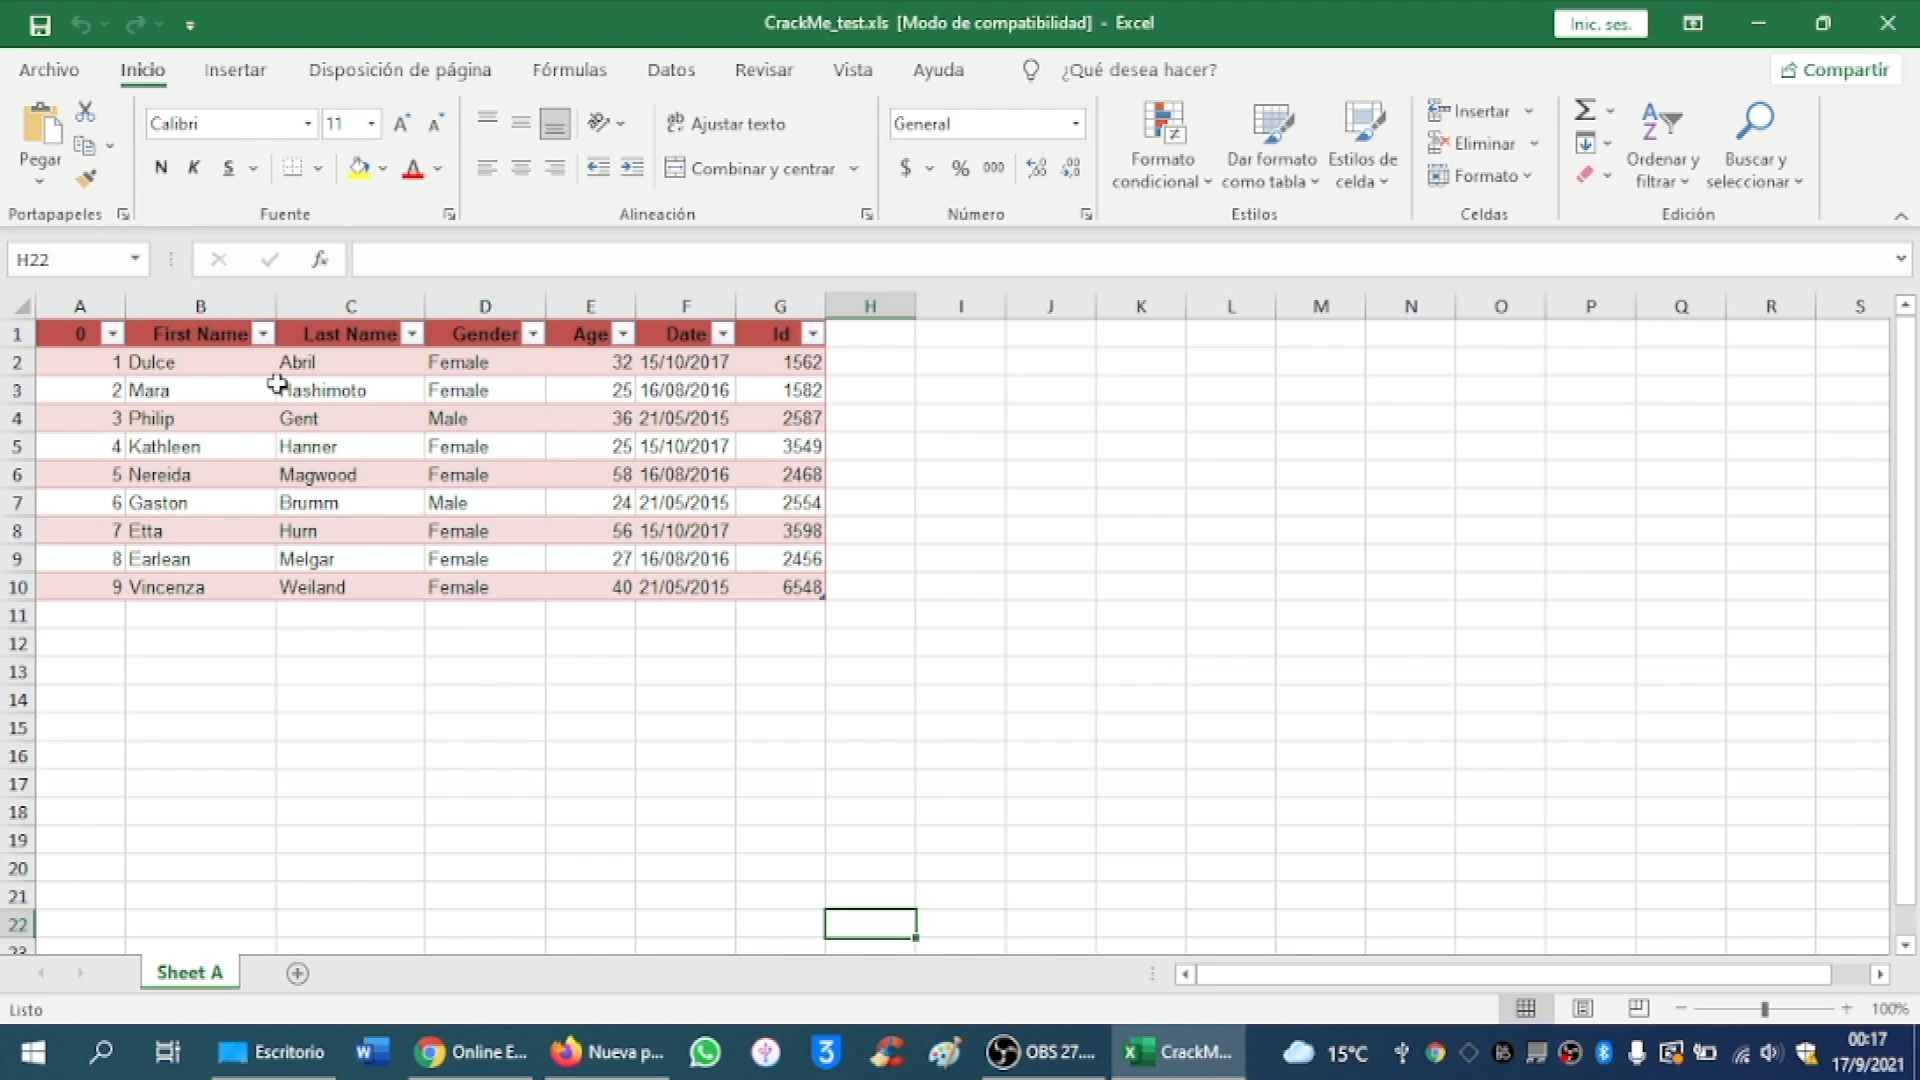 CrackMe_test.xls [Modo de compatibilidad] - Excel
Inic. ses.
Archivo Inicio Insertar Disposición de página Fórmulas Datos Revisar Vista Ayuda ¿Qué desea hacer? Compartir
Pegar
Portapapeles
Calibri 11
N K S
Fuente
Ajustar texto
Combinar y centrar
Alineación
General
$ % 000
Número
Formato condicional
Dar formato como tabla
Estilos de celda
Estilos
Insertar
Eliminar
Formato
Celdas
Ordenar y filtrar
Buscar y seleccionar
Edición
H22 fx
A B C D E F G H I J K L M N O P Q R S
1 0 First Name Last Name Gender Age Date Id
2 1 Dulce Abril Female 32 15/10/2017 1562
3 2 Mara Hashimoto Female 25 16/08/2016 1582
4 3 Philip Gent Male 36 21/05/2015 2587
5 4 Kathleen Hanner Female 25 15/10/2017 3549
6 5 Nereida Magwood Female 58 16/08/2016 2468
7 6 Gaston Brumm Male 24 21/05/2015 2554
8 7 Etta Hurn Female 56 15/10/2017 3598
9 8 Earlean Melgar Female 27 16/08/2016 2456
10 9 Vincenza Weiland Female 40 21/05/2015 6548
11
12
13
14
15
16
17
18
19
20
21
22
23
Sheet A
Listo
100%
Escritorio Online E... Nueva p... OBS 27.... CrackM... 15°C
00:17
17/9/2021